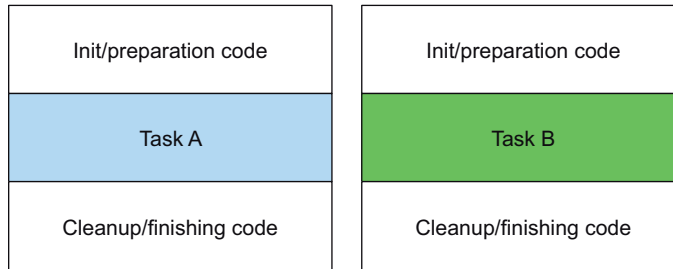 Init/preparation code
Task A
Cleanup/finishing code
Init/preparation code
Task B
Cleanup/finishing code